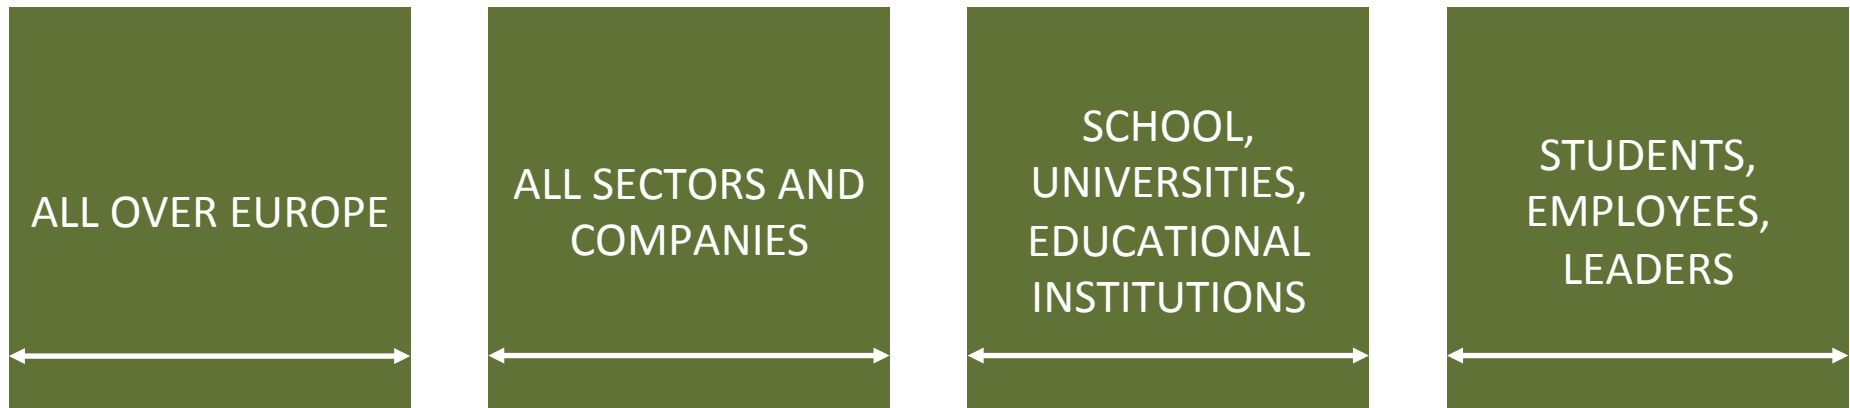 ALL OVER EUROPE
ALL SECTORS AND
COMPANIES
SCHOOL,
UNIVERSITIES,
EDUCATIONAL
INSTITUTIONS
STUDENTS,
EMPLOYEES,
LEADERS